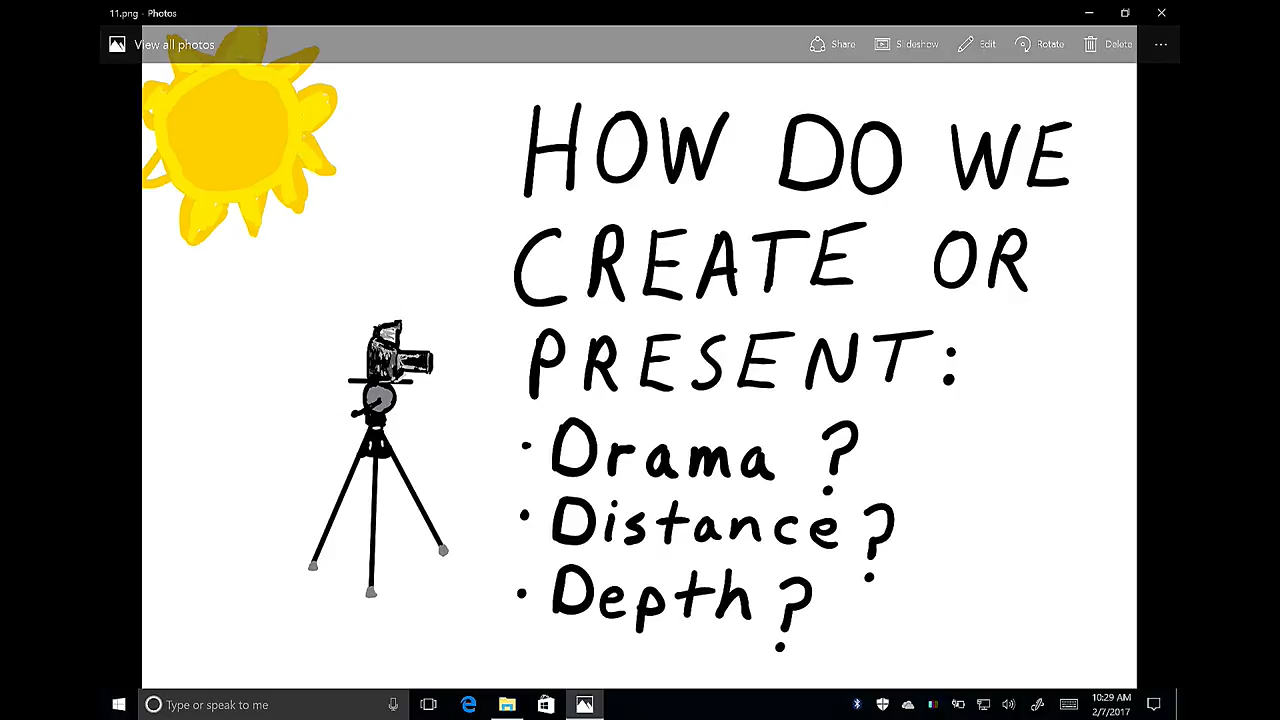 11.png - Photos
View all photos
Share
Slideshow
Edit
Rotate
Delete
HOW DO WE
CREATE OR
PRESENT:
· Drama ?
· Distance ?
· Depth ?
Type or speak to me
10:29 AM
2/7/2017